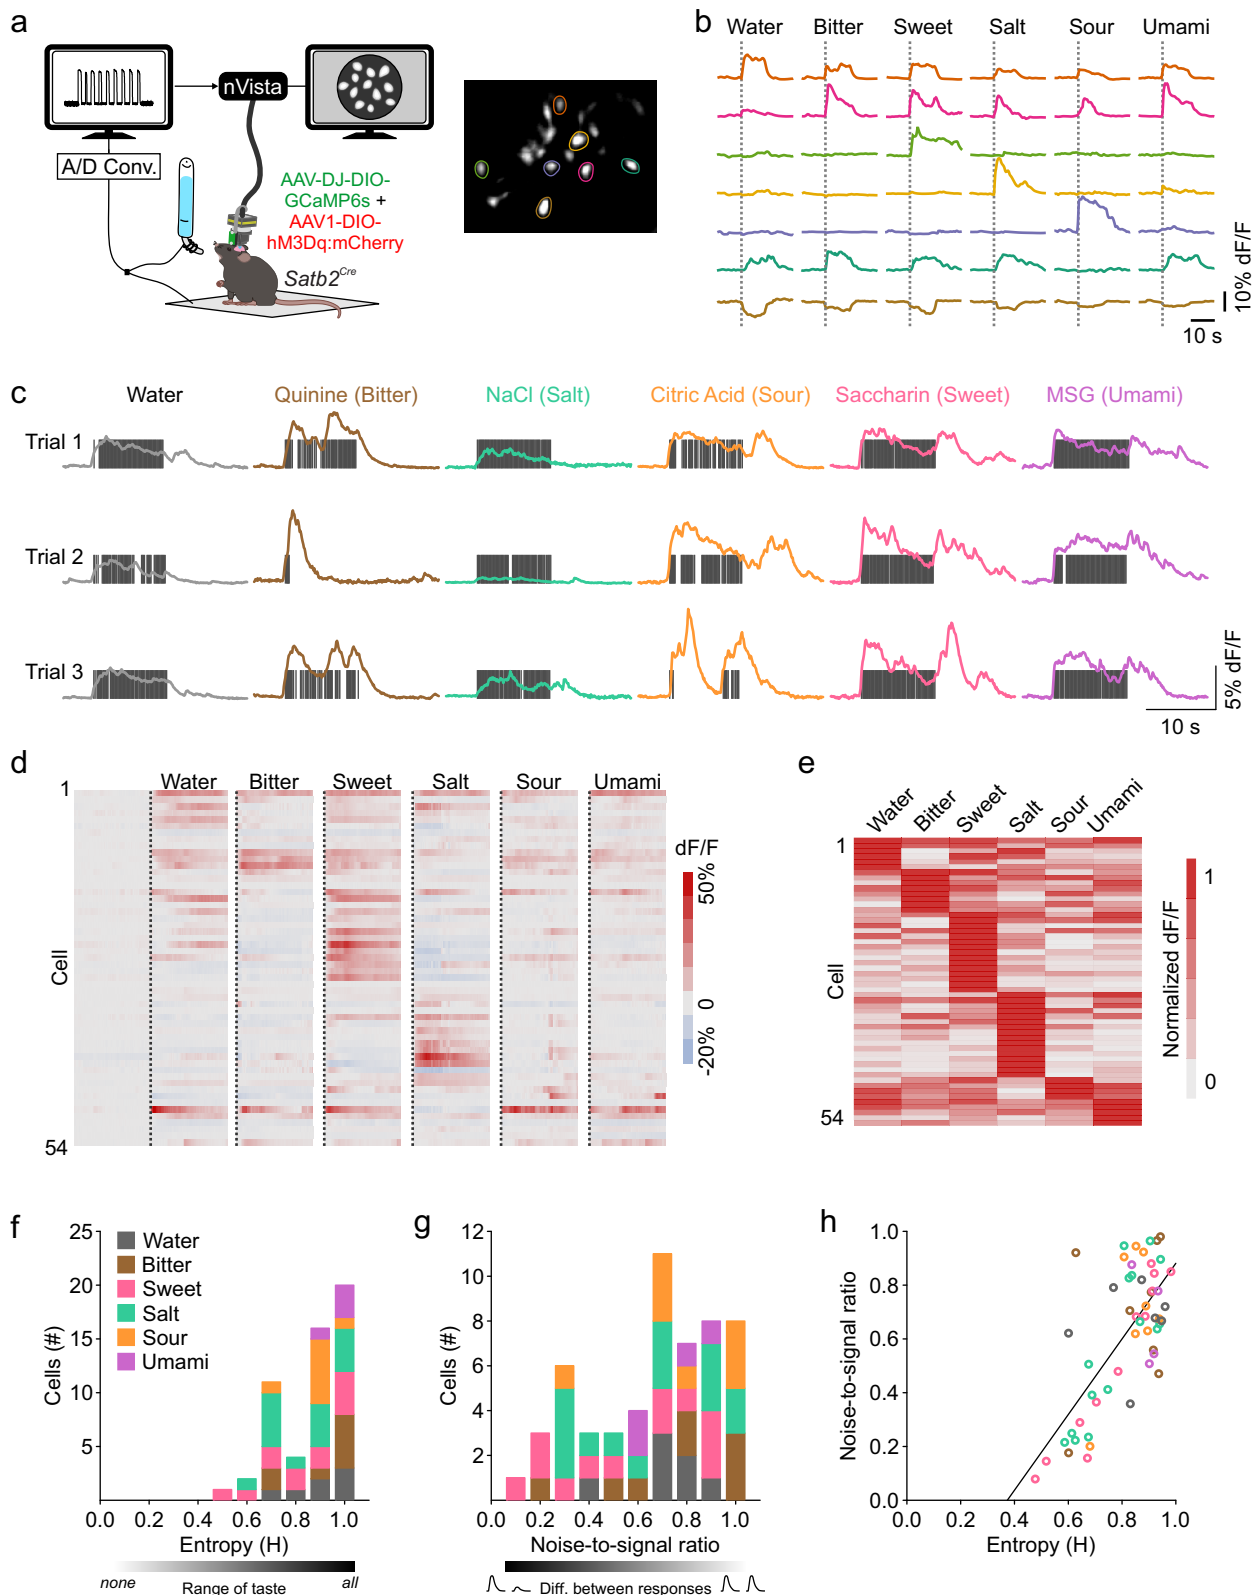 a
nVista
A/D Conv.
AAV-DJ-DIO-
GCaMP6s +
AAV1-DIO-
hM3Dq:mCherry
Satb2Cre
b
Water Bitter Sweet Salt Sour Umami
10% dF/F
10 s
c
Water Quinine (Bitter) NaCl (Salt) Citric Acid (Sour) Saccharin (Sweet) MSG (Umami)
Trial 1
Trial 2
Trial 3
5% dF/F
10 s
d
Water Bitter Sweet Salt Sour Umami
1
Cell
54
dF/F
50%
0
-20%
e
Water Bitter Sweet Salt Sour Umami
1
Cell
54
Normalized dF/F
1
0
f
25
20
15
10
5
Cells (#)
Water
Bitter
Sweet
Salt
Sour
Umami
0.0 0.2 0.4 0.6 0.8 1.0
Entropy (H)
none all
Range of taste
g
12
10
8
6
4
2
Cells (#)
0.0 0.2 0.4 0.6 0.8 1.0
Noise-to-signal ratio
Diff. between responses
h
1.0
0.8
0.6
0.4
0.2
0.0
Noise-to-signal ratio
0.0 0.2 0.4 0.6 0.8 1.0
Entropy (H)